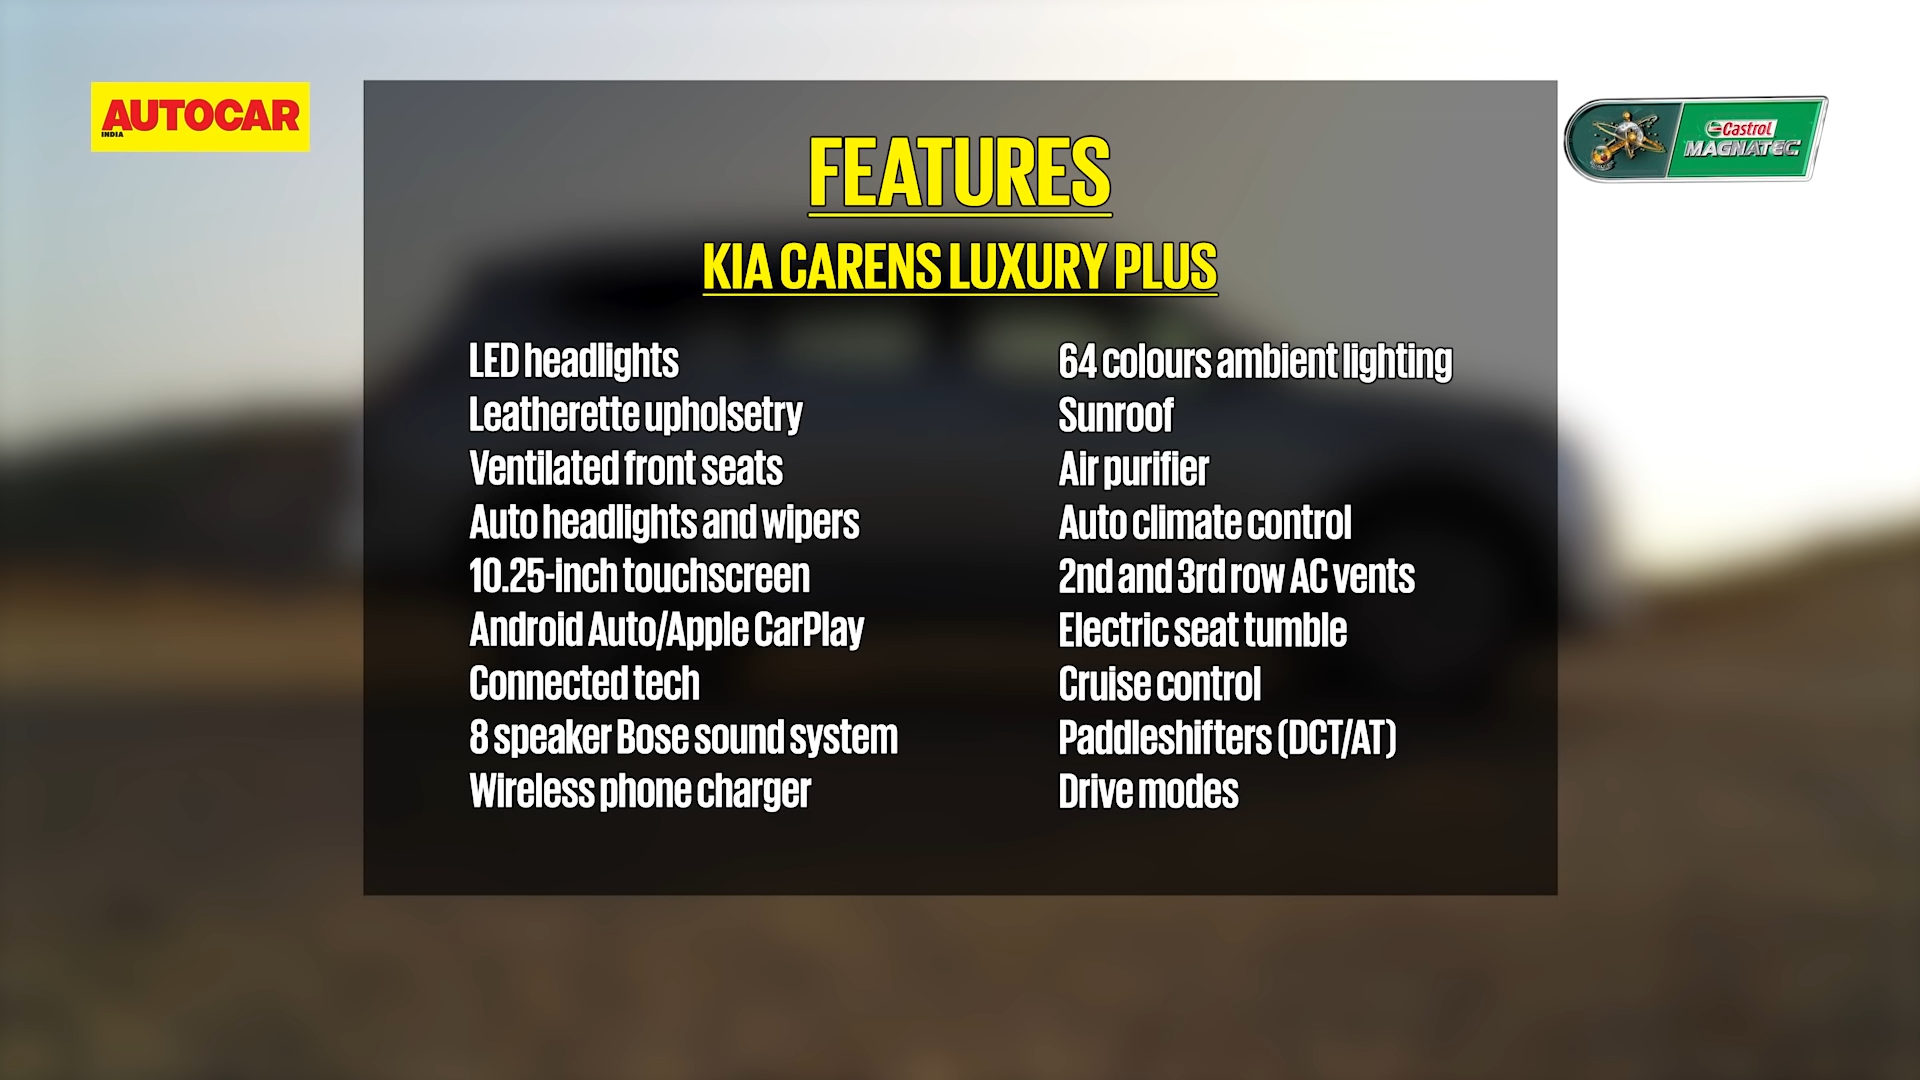 AUTOCAR
INDIA
Castrol
MAGNATEC
FEATURES
KIA CARENS LUXURY PLUS
LED headlights
Leatherette upholsetry
Ventilated front seats
Auto headlights and wipers
10.25-inch touchscreen
Android Auto/Apple CarPlay
Connected tech
8 speaker Bose sound system
Wireless phone charger
64 colours ambient lighting
Sunroof
Air purifier
Auto climate control
2nd and 3rd row AC vents
Electric seat tumble
Cruise control
Paddleshifters (DCT/AT)
Drive modes